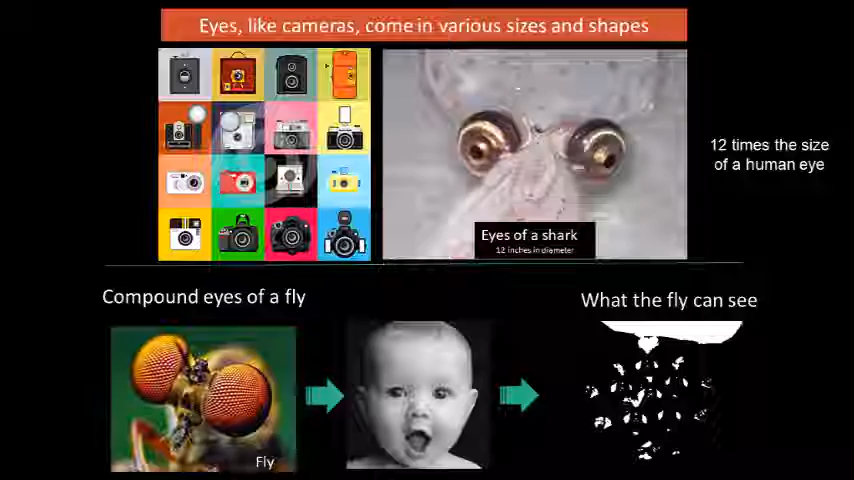 Eyes, like cameras, come in various sizes and shapes
12 times the size
of a human eye
Eyes of a shark
12 inches in diameter
Compound eyes of a fly
What the fly can see
Fly